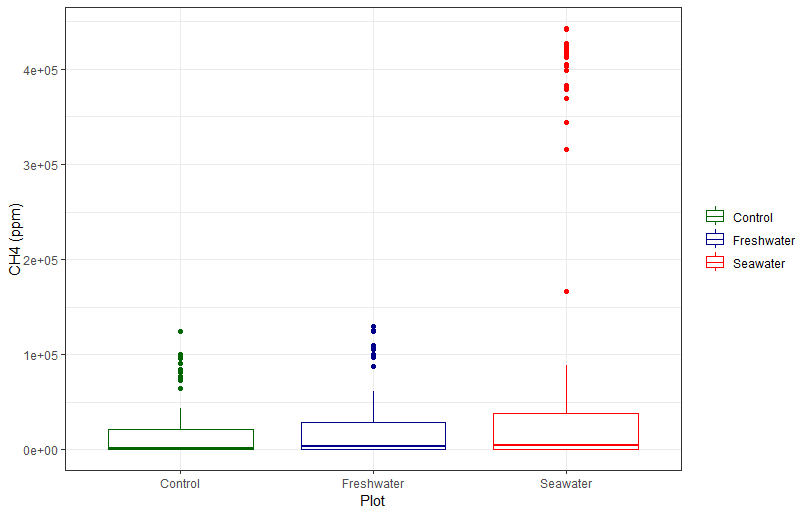 CH4 (ppm)
4e+05
3e+05
2e+05
1e+05
0e+00
Control
Freshwater
Seawater
Plot
Control
Freshwater
Seawater